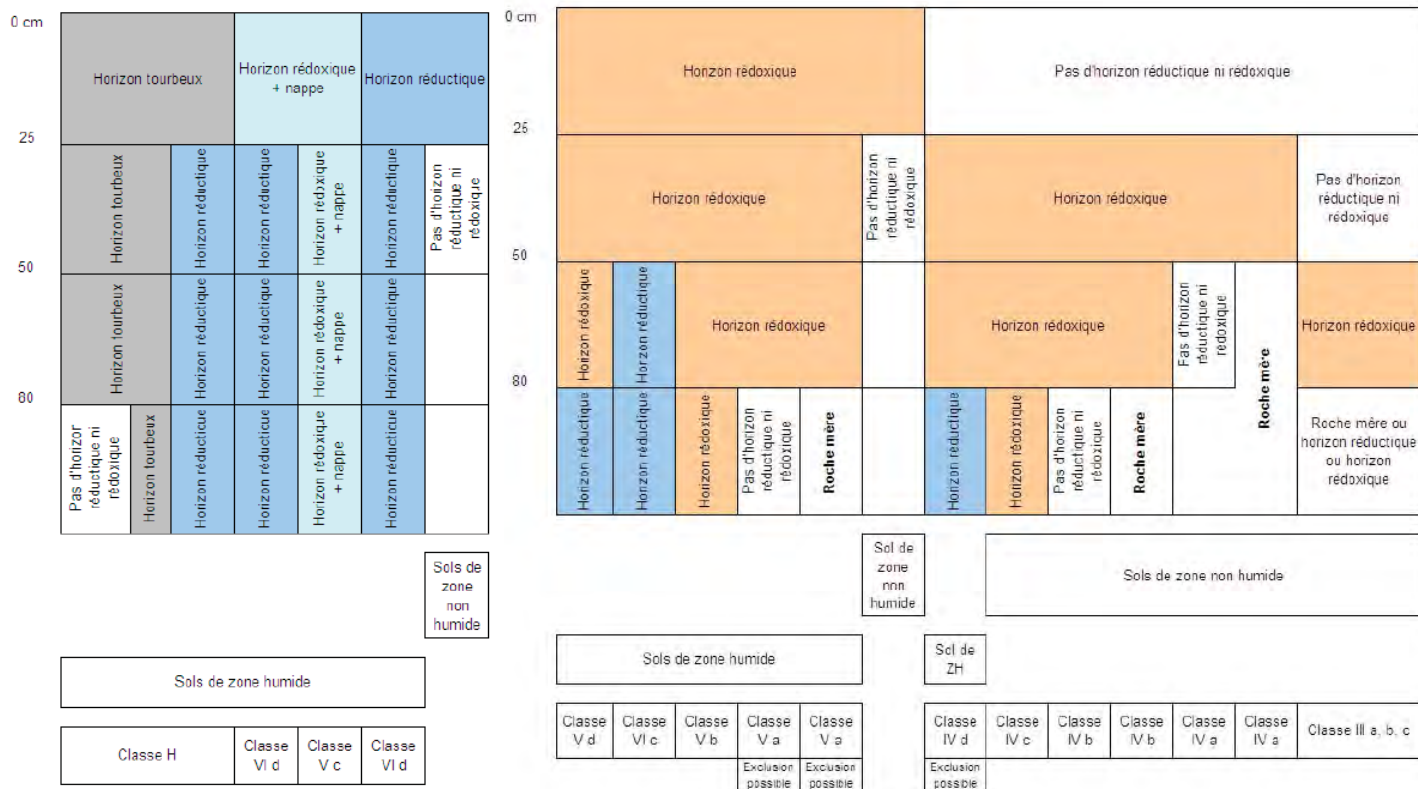 0 cm
Horizon tourbeux
Horizon rédoxique
+ nappe
Horizon réductique
25
Horizon tourbeux
Horizon réductique
Horizon réductique
Horizon rédoxique
+ nappe
Horizon réductique
Pas d'horizon
réductique ni
rédoxique
50
Horizon tourbeux
Horizon réductique
Horizon réductique
Horizon rédoxique
+ nappe
Horizon réductique
80
Pas d'horizor
réductique ni
rédoxique
Horizon tourbeux
Horizon réducticue
Horizon réductique
Horizon rédoxique
+ nappe
Horizon réducticue
Sols de
zone
non
humide
Sols de zone humide
Classe H
Classe
VI d
Classe
V c
Classe
VI d
0 cm
Horizon rédoxique
Pas d'horizon réductique ni rédoxique
25
Horizon rédoxique
Pas d'horizon
réductique ni
rédoxique
Horizon rédoxique
Pas d'horizon
réductique ni
rédoxique
50
Horizon rédoxique
Horizon réductique
Horizon rédoxique
Horizon rédoxique
Fas d'horizon
réductique ni
rédoxique
Roche mère
Horizon rédoxique
80
Horizon réductique
Horizon réductique
Horizon rédoxique
Pas d'horizon
réductique ni
rédoxique
Roche mère
Horizon réductique
Horizon rédoxique
Pas d'horizon
réductique ni
rédoxique
Roche mère
Roche mère ou
horizon réductique
ou horizon
rédoxique
Sol de
zone
non
humide
Sols de zone non humide
Sols de zone humide
Sol de
ZH
Classe
V d
Classe
VI c
Classe
V b
Classe
V a
Classe
V a
Classe
IV d
Classe
IV c
Classe
IV b
Classe
IV b
Classe
IV a
Classe
IV a
Classe III a, b, c
Exclusion
possible
Exclusion
possible
Exclusion
possible